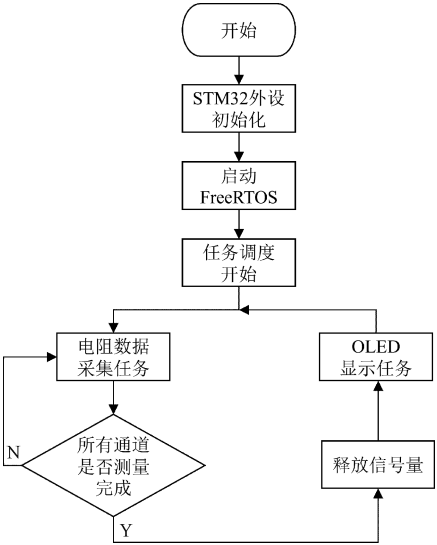 开始
STM32外设
初始化
启动
FreeRTOS
任务调度
开始
电阻数据
采集任务
OLED
显示任务
所有通道
是否测量
完成
N
Y
释放信号量